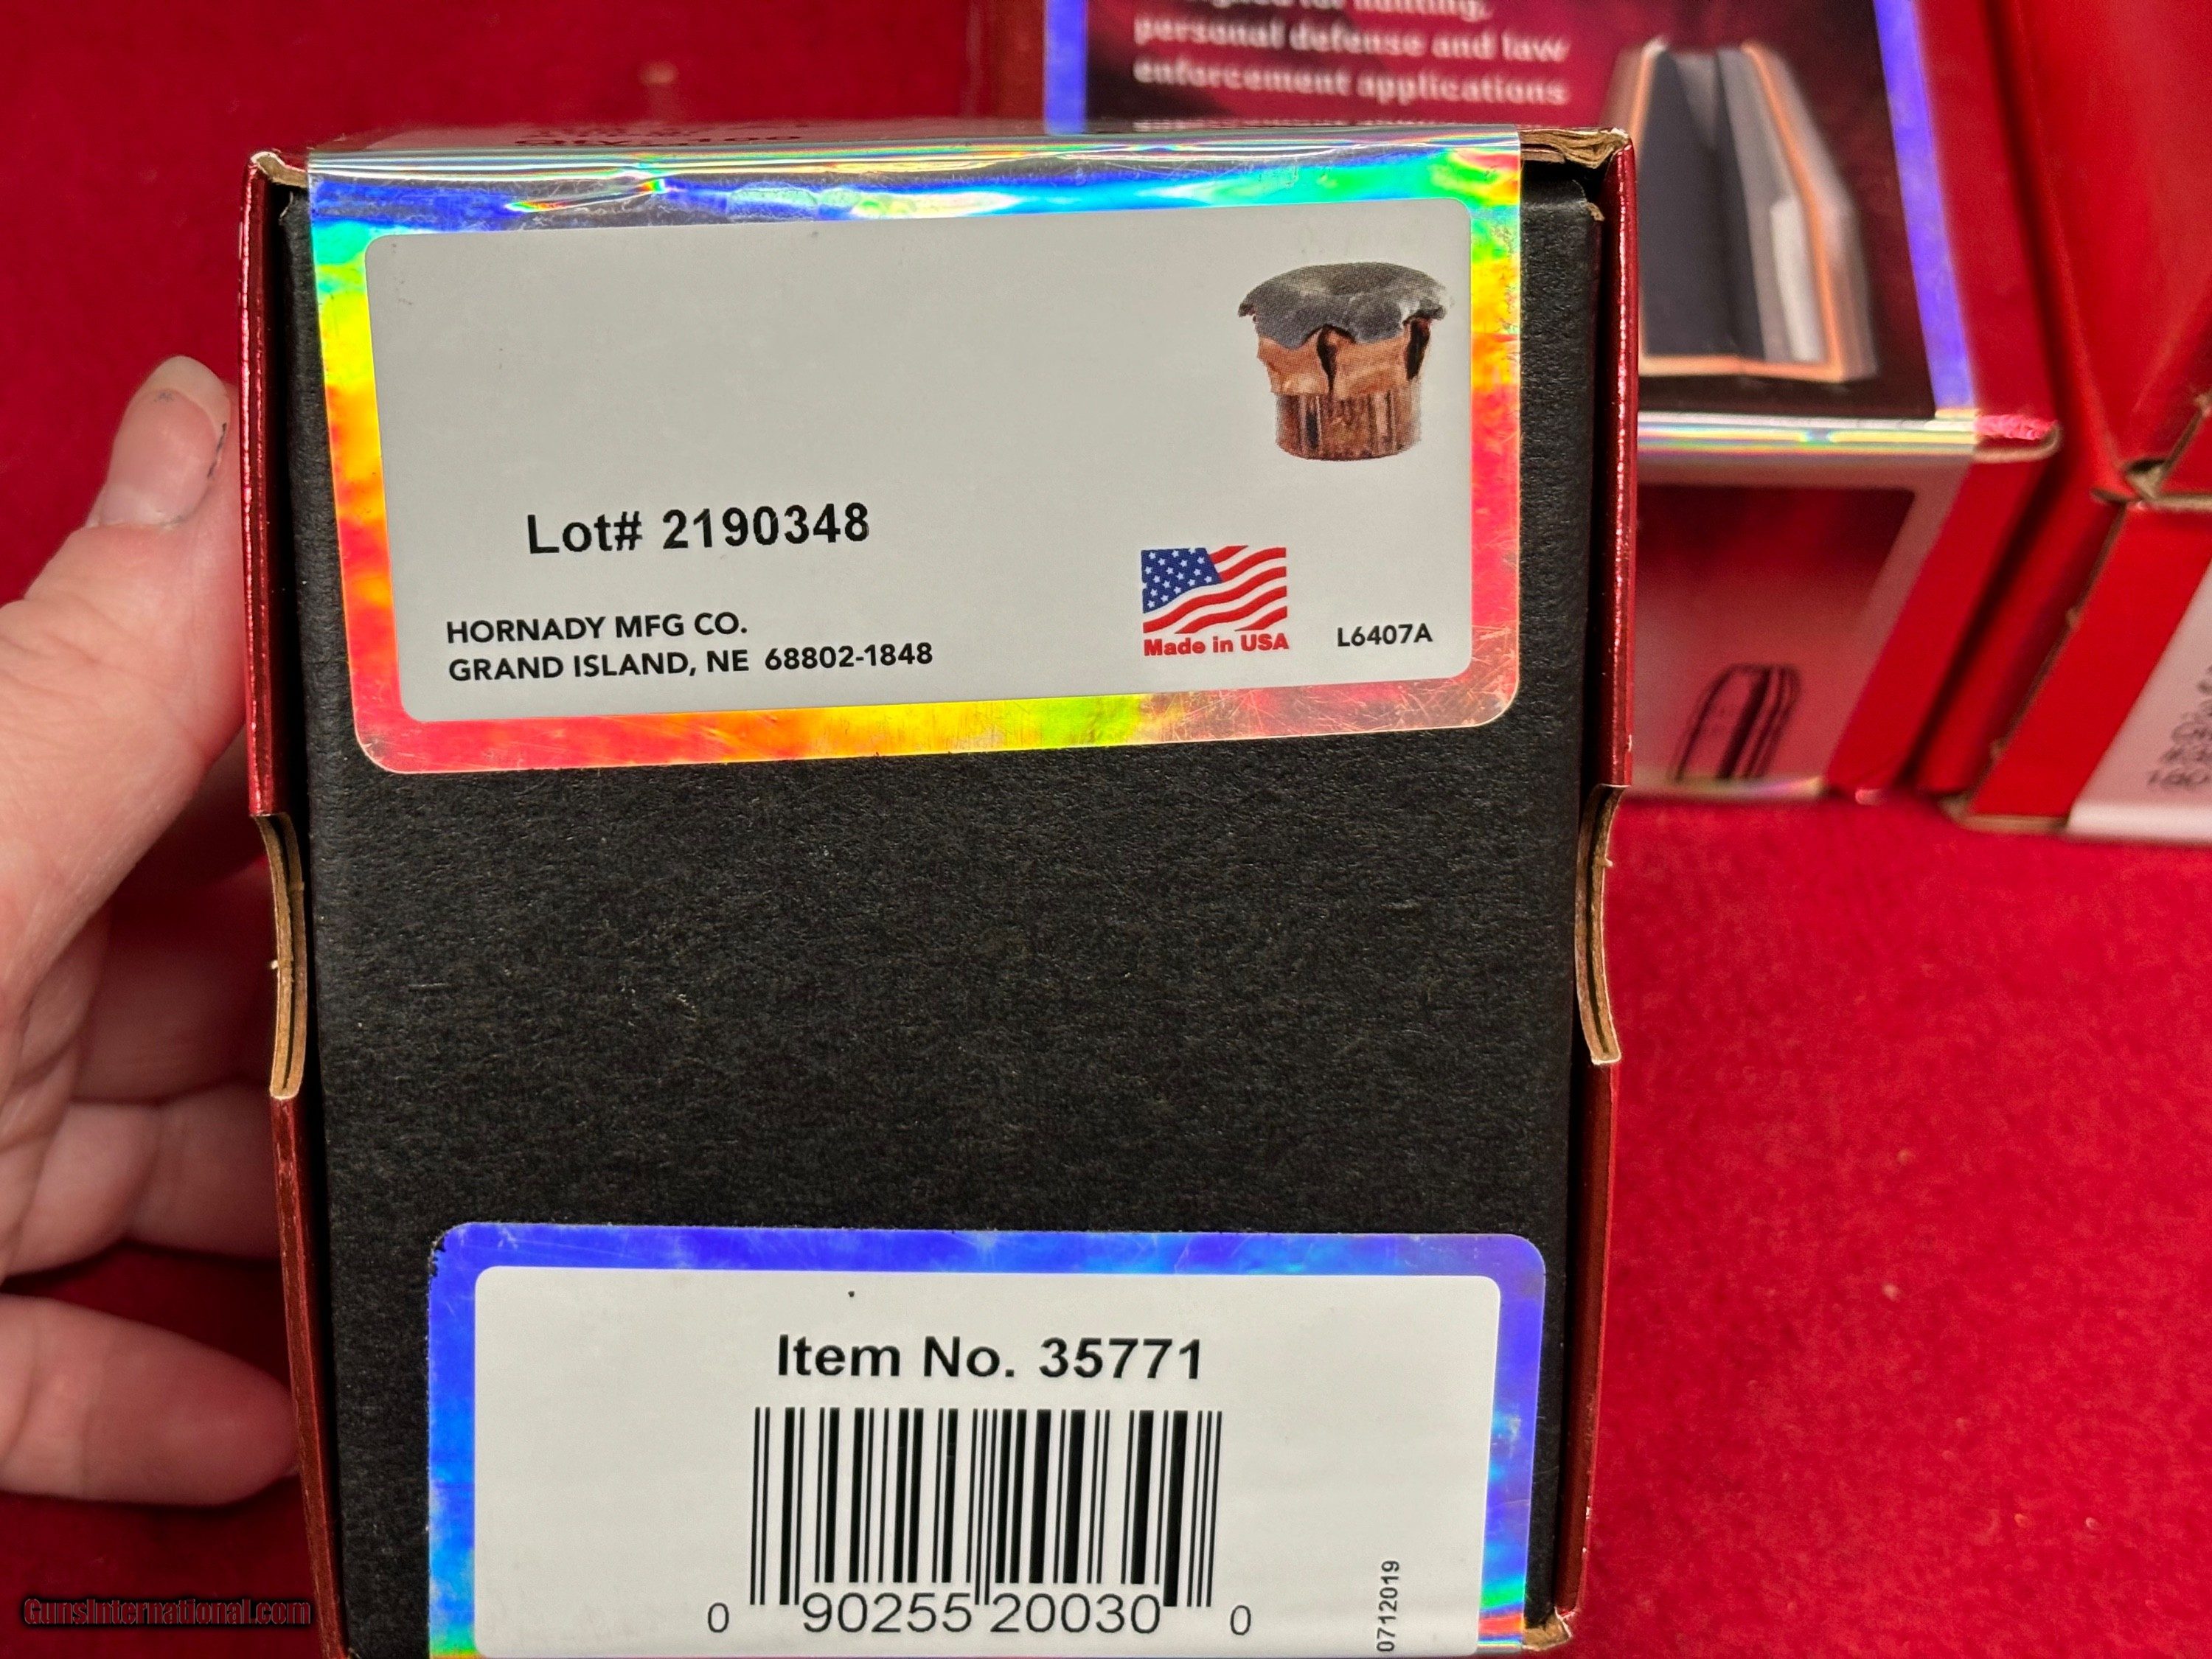 personal defense and law
enforcement applications
Lot# 2190348
HORNADY MFG CO.
GRAND ISLAND, NE 68802-1848
Made in USA
L6407A
Item No. 35771
0 90255 20030 0
0712019
GunsInternational.com